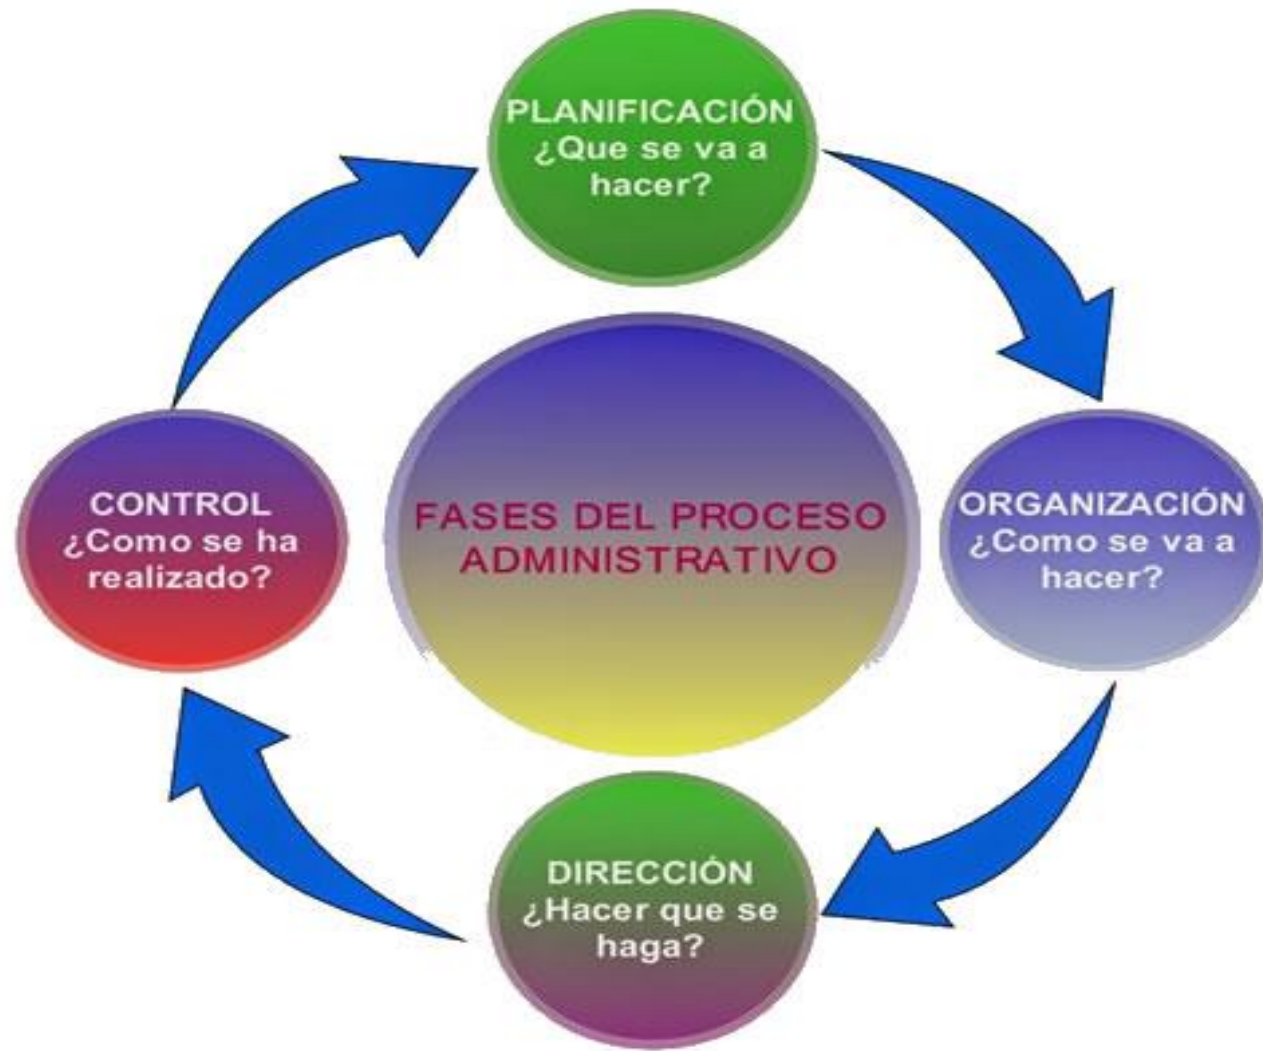 PLANIFICACIÓN
¿Que se va a
hacer?
ORGANIZACIÓN
¿Como se va a
hacer?
DIRECCIÓN
¿Hacer que se
haga?
CONTROL
¿Como se ha
realizado?
FASES DEL PROCESO
ADMINISTRATIVO